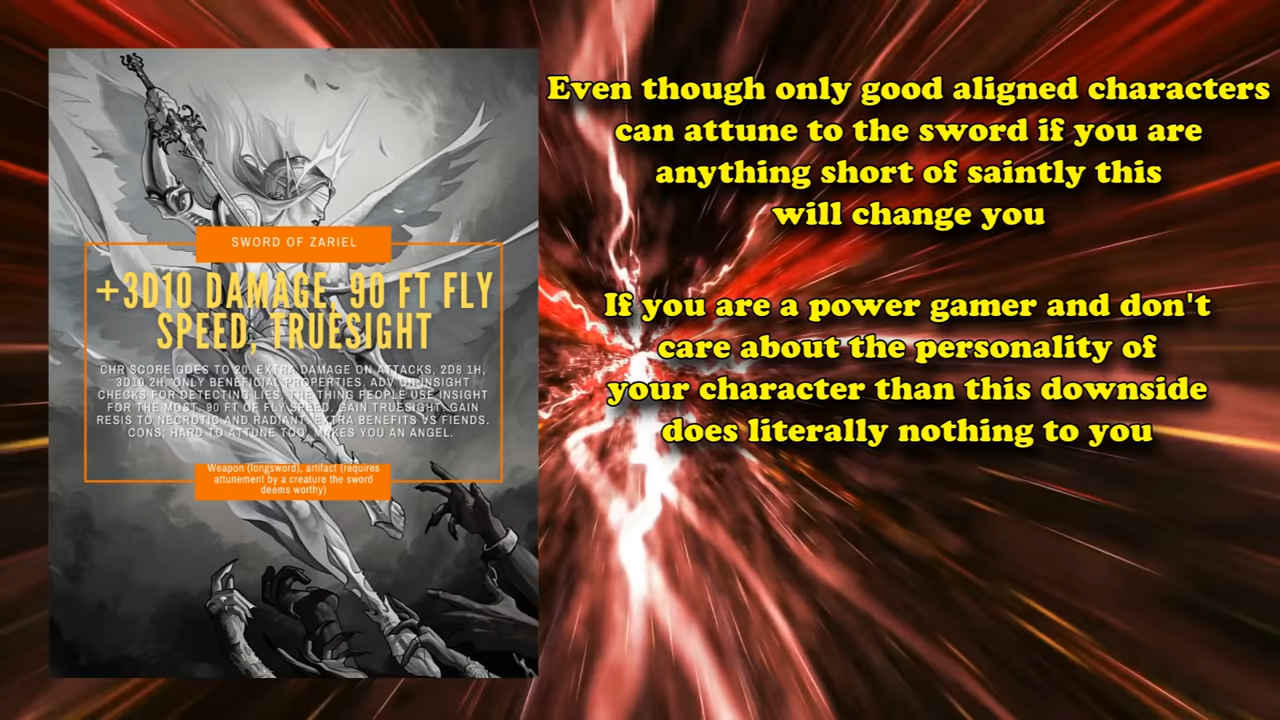 SWORD OF ZARIEL
+3D10 DAMAGE, 90 FT FLY
SPEED, TRUESIGHT
CHR SCORE GOES TO 20. EXTRA DAMAGE ON ATTACKS, 2D8 1H,
3D10 2H. ONLY BENEFICIAL PROPERTIES. ADV ON INSIGHT
CHECKS FOR DETECTING LIES, THE THING PEOPLE USE INSIGHT
FOR THE MOST. 90 FT OF FLY SPEED. GAIN TRUESIGHT. GAIN
RESIS TO NECROTIC AND RADIANT. EXTRA BENEFITS VS FIENDS.
CONS; HARD TO ATTUNE TOO, MAKES YOU AN ANGEL.
Weapon (longsword), artifact (requires
attunement by a creature the sword
deems worthy)
Even though only good aligned characters
can attune to the sword if you are
anything short of saintly this
will change you
If you are a power gamer and don't
care about the personality of
your character than this downside
does literally nothing to you